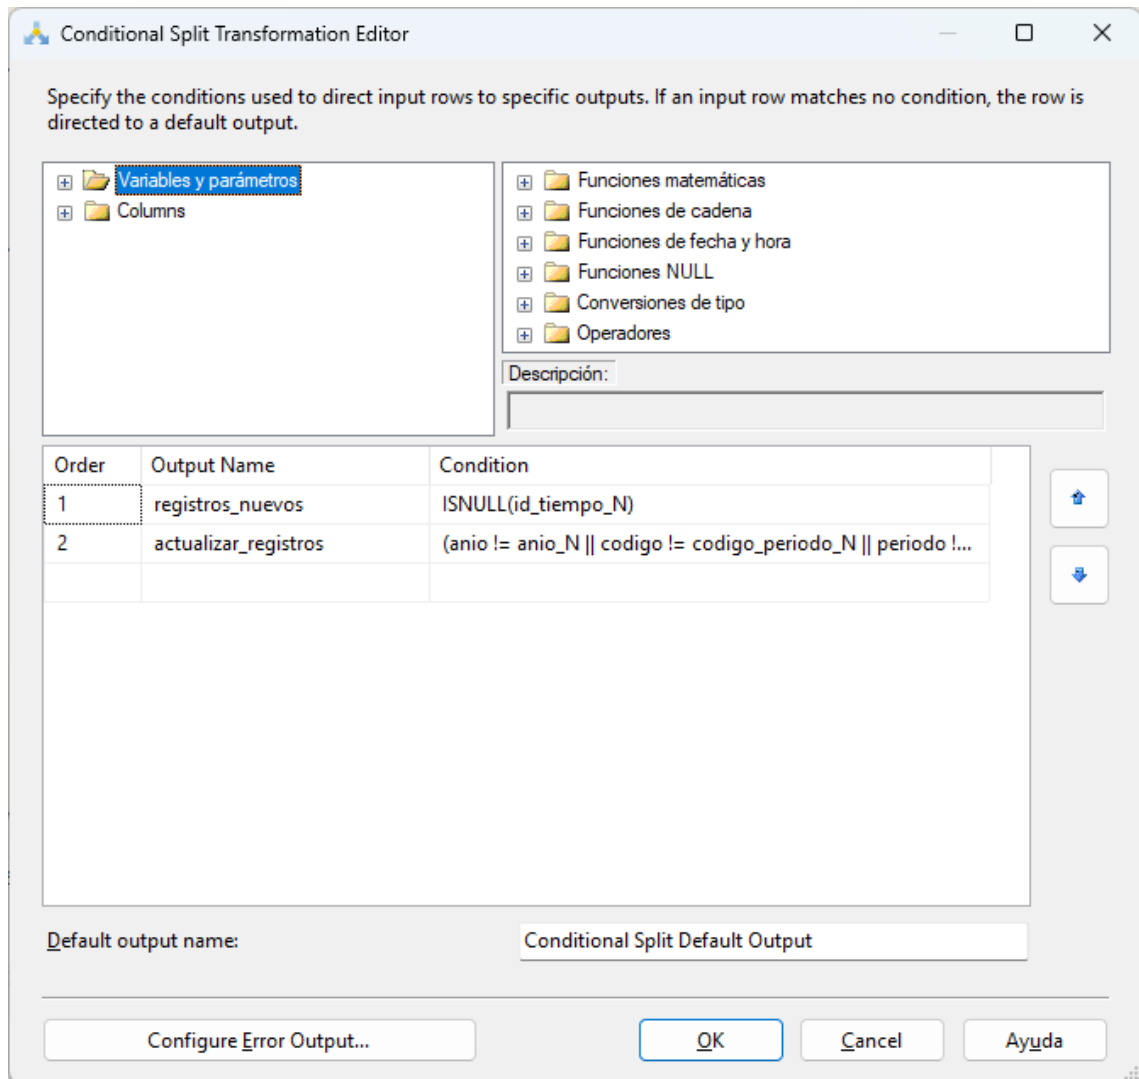 Conditional Split Transformation Editor
Specify the conditions used to direct input rows to specific outputs. If an input row matches no condition, the row is
directed to a default output.
Variables y parámetros
Columns
Funciones matemáticas
Funciones de cadena
Funciones de fecha y hora
Funciones NULL
Conversiones de tipo
Operadores
Descripción:
Order Output Name Condition
1 registros_nuevos ISNULL(id_tiempo_N)
2 actualizar_registros (anio != anio_N || codigo != codigo_periodo_N || periodo !...
Default output name: Conditional Split Default Output
Configure Error Output... OK Cancel Ayuda